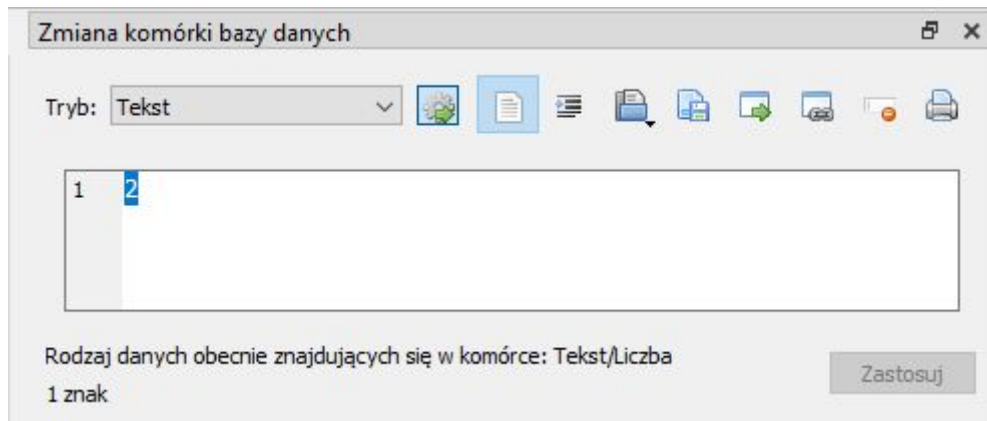 Zmiana komórki bazy danych
Tryb: Tekst
1 2
Rodzaj danych obecnie znajdujących się w komórce: Tekst/Liczba
Zastosuj
1 znak